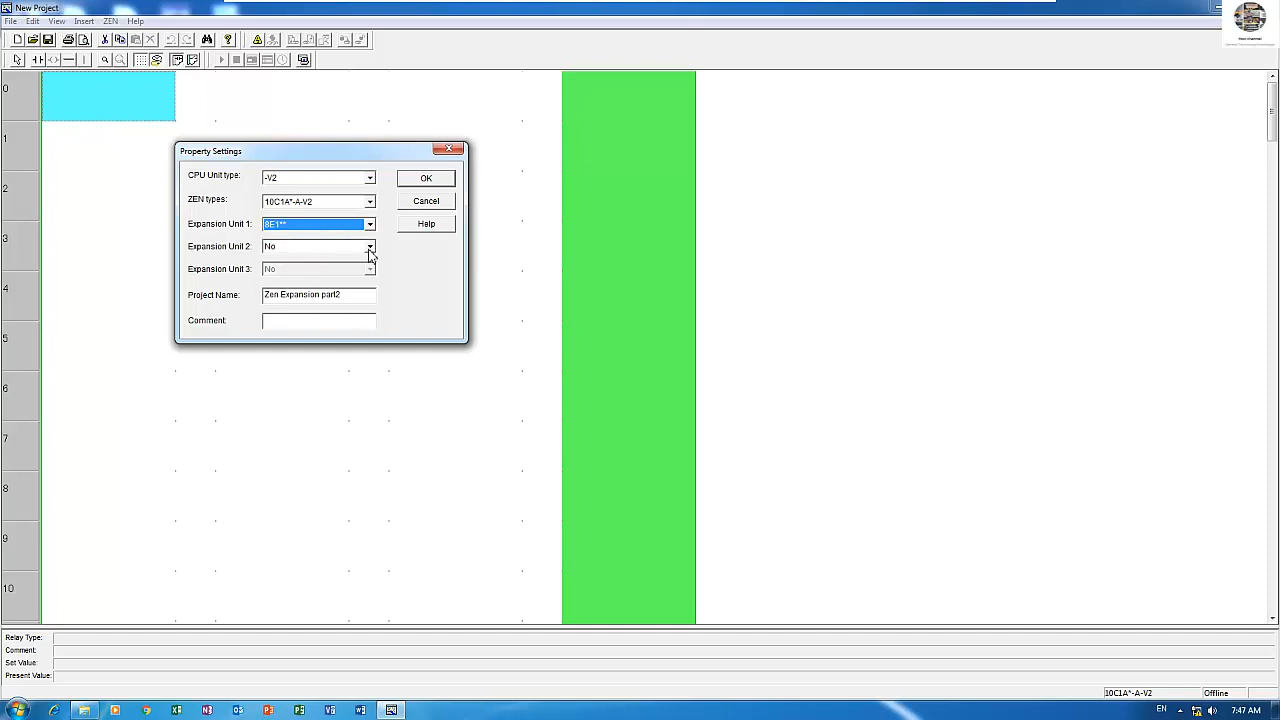 New Project
File Edit View Insert ZEN Help
0
1
2
3
4
5
6
7
8
9
10
Property Settings
CPU Unit type: -V2 OK
ZEN types: 10C1A*-A-V2 Cancel
Expansion Unit 1: 8E1** Help
Expansion Unit 2: No
Expansion Unit 3: No
Project Name: Zen Expansion part2
Comment:
Relay Type:
Comment:
Set Value:
Present Value:
10C1A*-A-V2 Offline
EN 7:47 AM